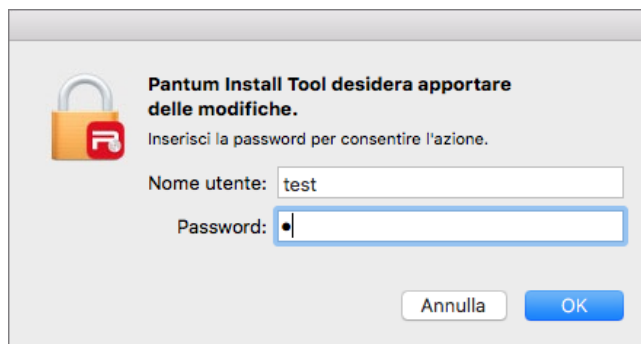 Pantum Install Tool desidera apportare
delle modifiche.
Inserisci la password per consentire l'azione.
Nome utente: test
Password: •
Annulla OK